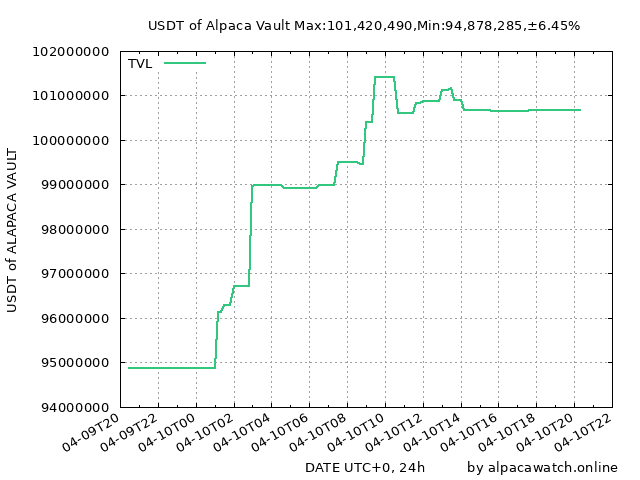 USDT of Alpaca Vault Max:101,420,490,Min:94,878,285,±6.45%
102000000
TVL
101000000
100000000
99000000
98000000
97000000
96000000
95000000
94000000
USDT of ALAPACA VAULT
04-09T20
04-09T22
04-10T00
04-10T02
04-10T04
04-10T06
04-10T08
04-10T10
04-10T12
04-10T14
04-10T16
04-10T18
04-10T20
04-10T22
DATE UTC+0, 24h
by alpacawatch.online